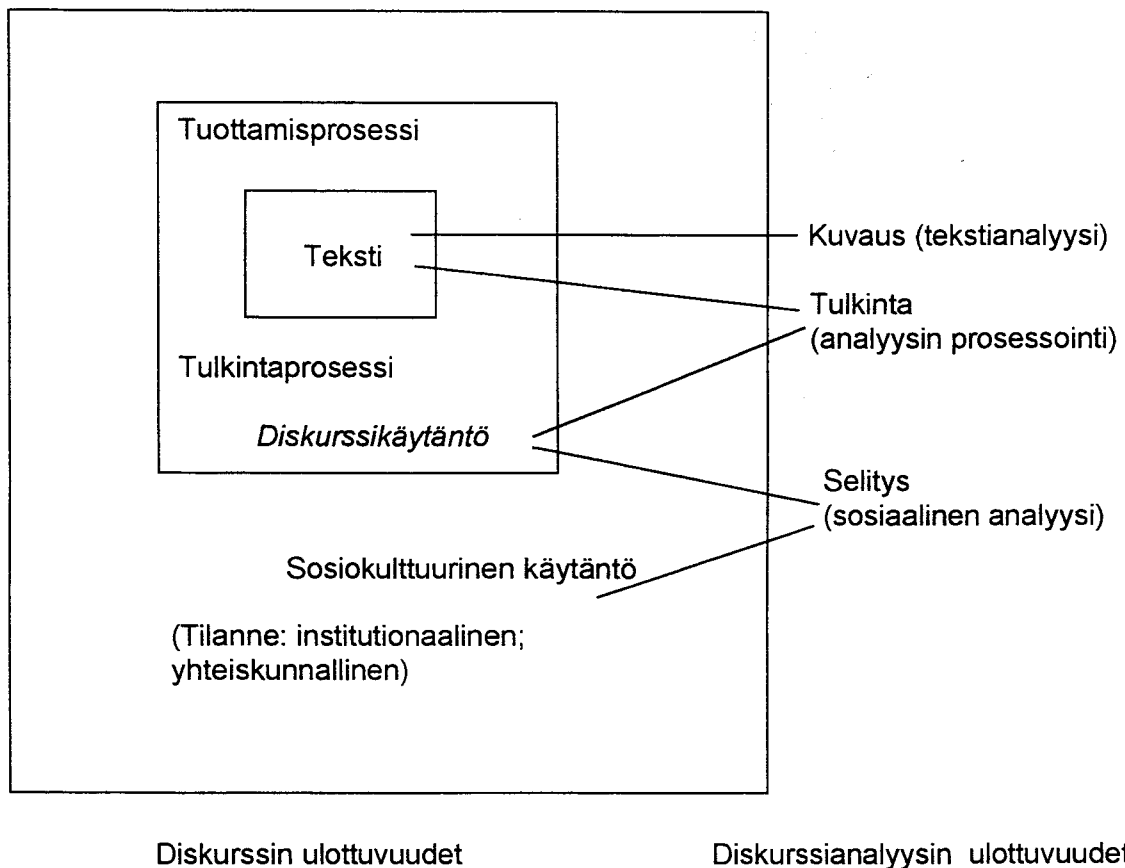 Tuottamisprosessi
Teksti
Kuvaus (tekstianalyysi)
Tulkinta
(analyysin prosessointi)
Tulkintaprosessi
Diskurssikäytäntö
Selitys
(sosiaalinen analyysi)
Sosiokulttuurinen käytäntö
(Tilanne: institutionaalinen;
yhteiskunnallinen)
Diskurssin ulottuvuudet
Diskurssianalyysin ulottuvuudet